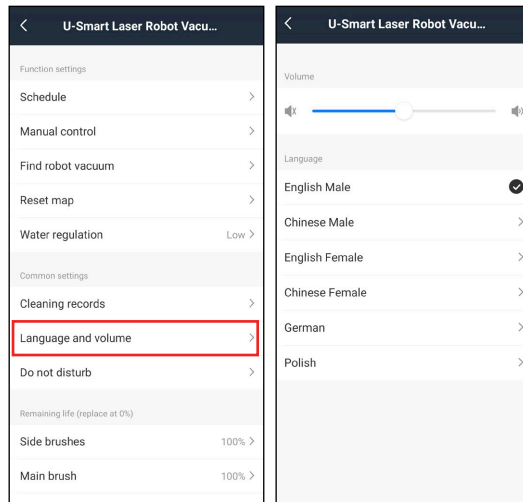 U-Smart Laser Robot Vacu...
Function settings
Schedule
Manual control
Find robot vacuum
Reset map
Water regulation Low
Common settings
Cleaning records
Language and volume
Do not disturb
Remaining life (replace at 0%)
Side brushes 100%
Main brush 100%
U-Smart Laser Robot Vacu...
Volume
Language
English Male
Chinese Male
English Female
Chinese Female
German
Polish